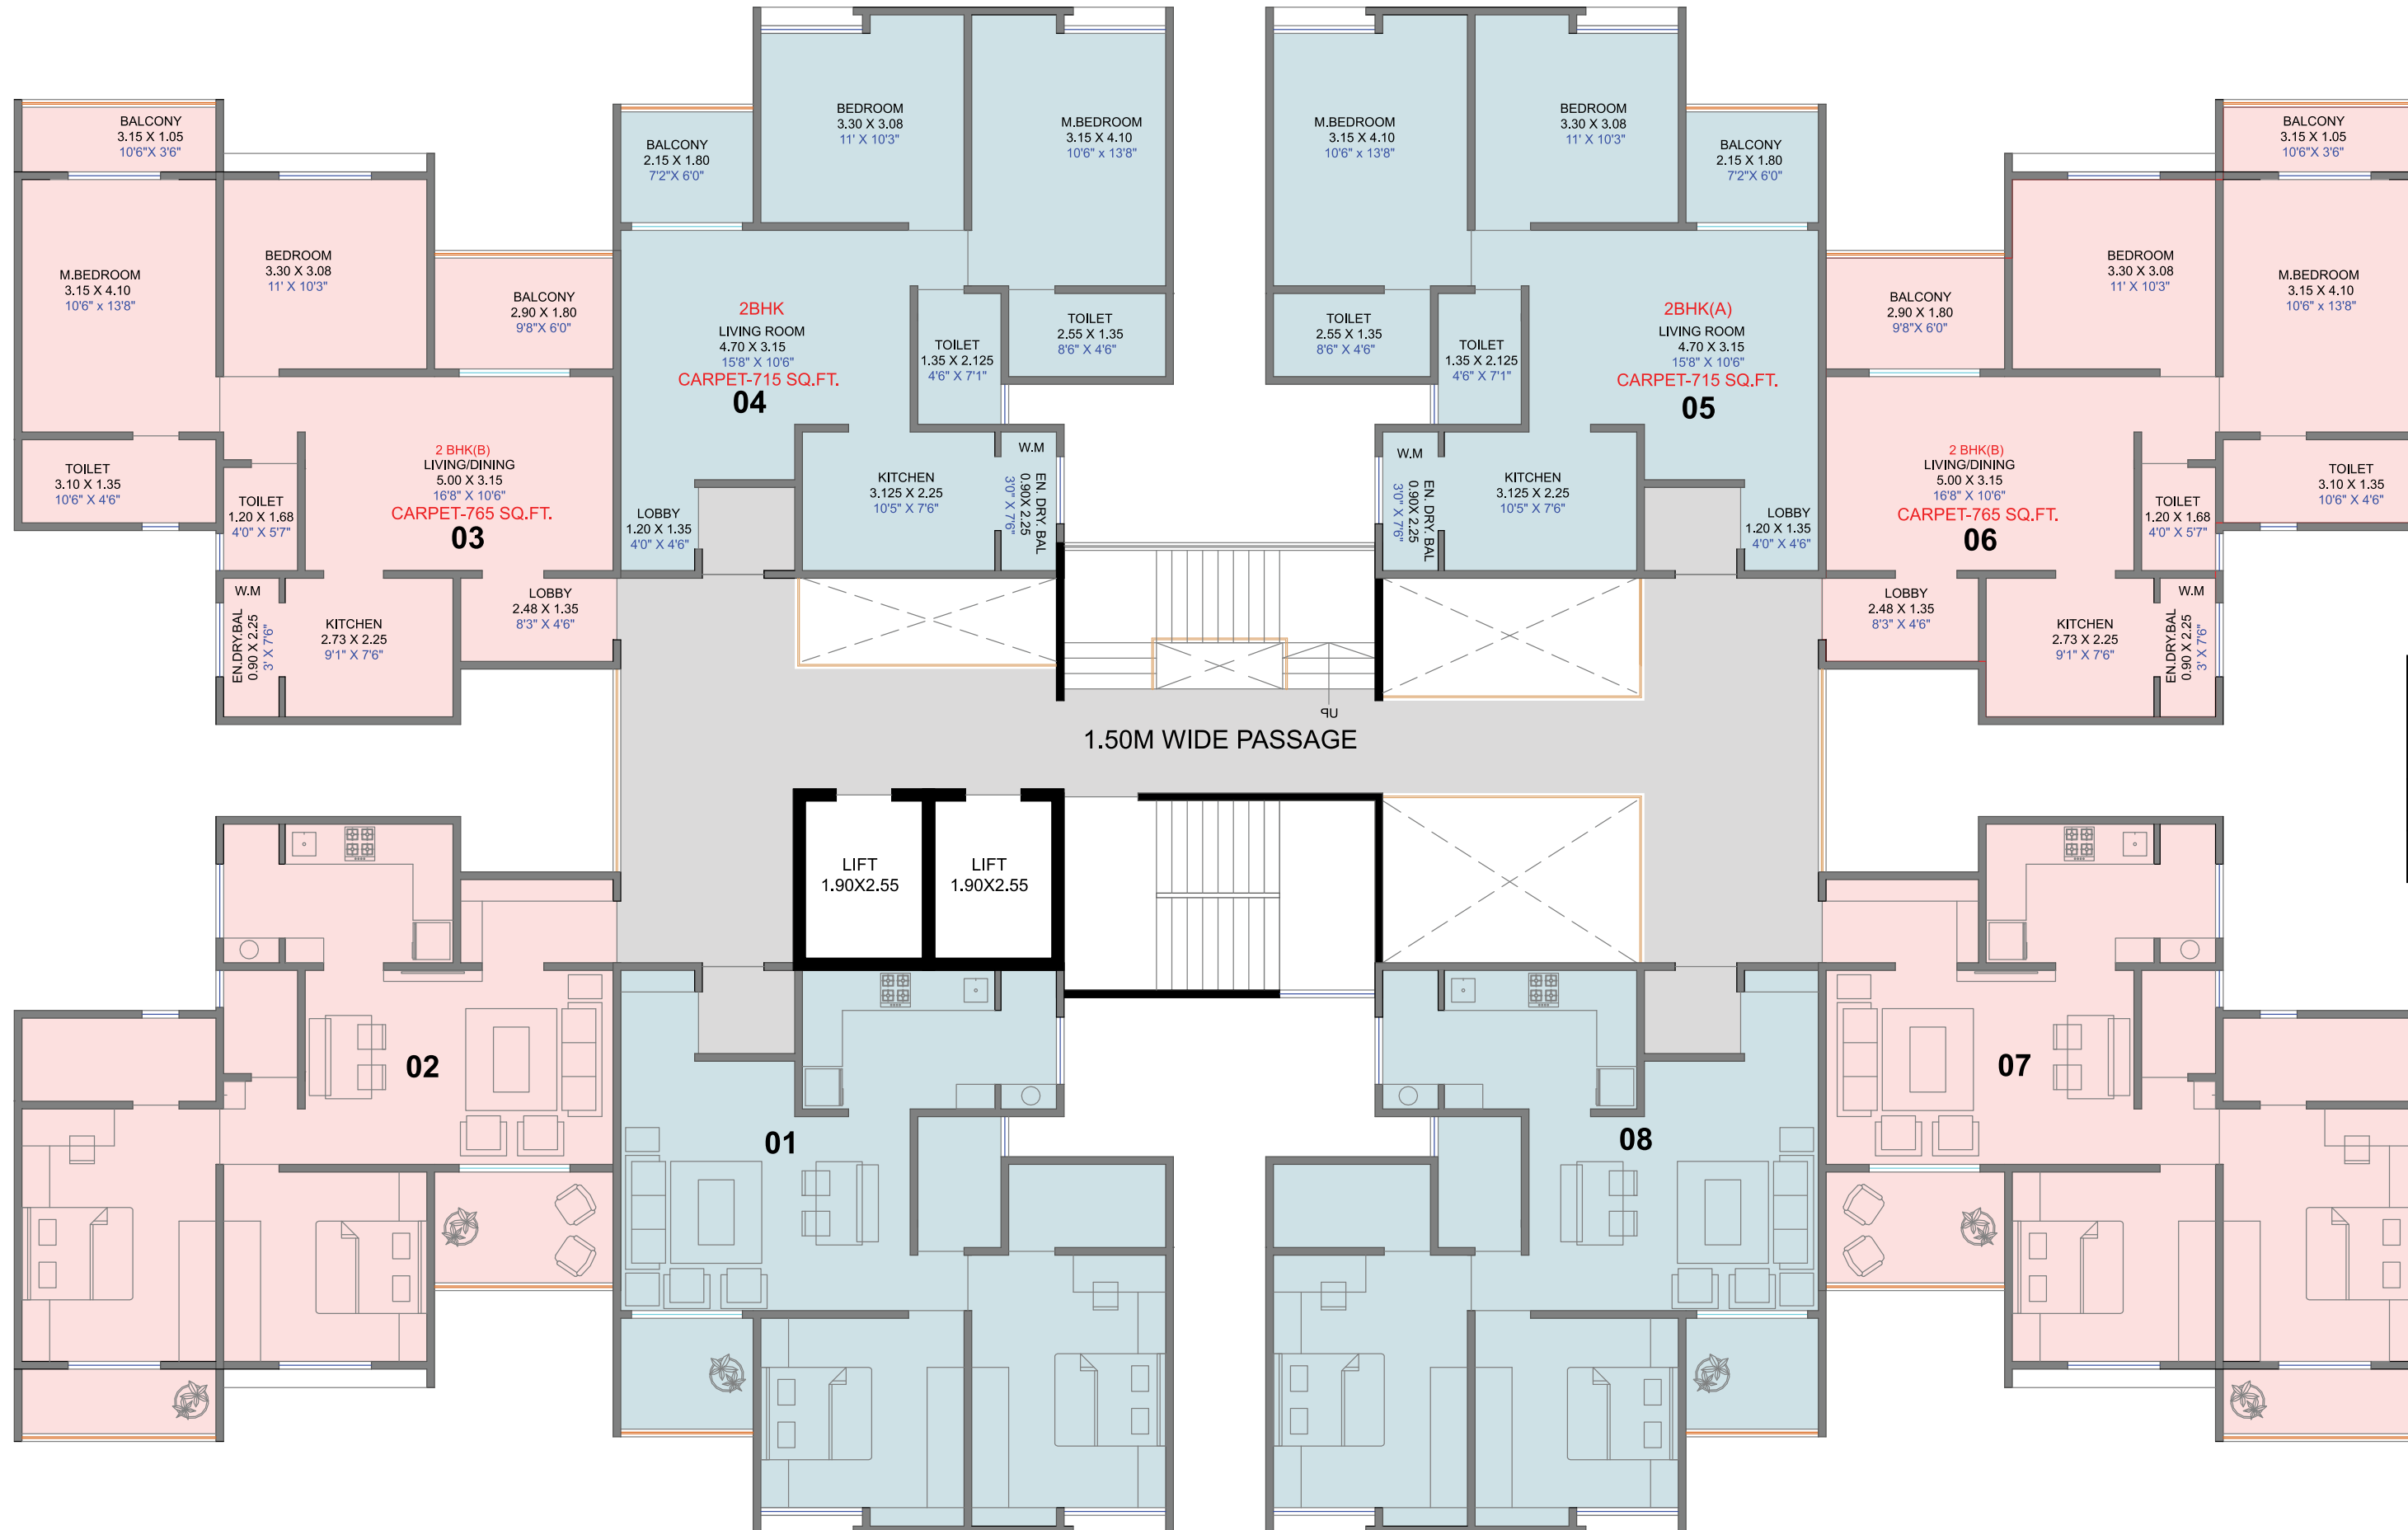 BALCONY
3.15 X 1.05
10'6"X 3'6"
M.BEDROOM
3.15 X 4.10
10'6" x 13'8"
BEDROOM
3.30 X 3.08
11' X 10'3"
BALCONY
2.90 X 1.80
9'8"X 6'0"
TOILET
3.10 X 1.35
10'6" X 4'6"
TOILET
1.20 X 1.68
4'0" X 5'7"
2 BHK(B)
LIVING/DINING
5.00 X 3.15
16'8" X 10'6"
CARPET-765 SQ.FT.
03
W.M
EN.DRY.BAL
0.90 X 2.25
3' X 7'6"
KITCHEN
2.73 X 2.25
9'1" X 7'6"
LOBBY
2.48 X 1.35
8'3" X 4'6"
BALCONY
2.15 X 1.80
7'2"X 6'0"
BEDROOM
3.30 X 3.08
11' X 10'3"
M.BEDROOM
3.15 X 4.10
10'6" x 13'8"
2BHK
LIVING ROOM
4.70 X 3.15
15'8" X 10'6"
CARPET-715 SQ.FT.
04
TOILET
1.35 X 2.125
4'6" X 7'1"
TOILET
2.55 X 1.35
8'6" X 4'6"
LOBBY
1.20 X 1.35
4'0" X 4'6"
KITCHEN
3.125 X 2.25
10'5" X 7'6"
W.M
EN. DRY. BAL
0.90X 2.25
3'0" X 7'6"
M.BEDROOM
3.15 X 4.10
10'6" x 13'8"
BEDROOM
3.30 X 3.08
11' X 10'3"
BALCONY
2.15 X 1.80
7'2"X 6'0"
TOILET
2.55 X 1.35
8'6" X 4'6"
TOILET
1.35 X 2.125
4'6" X 7'1"
2BHK(A)
LIVING ROOM
4.70 X 3.15
15'8" X 10'6"
CARPET-715 SQ.FT.
05
W.M
EN. DRY. BAL
0.90X 2.25
3'0" X 7'6"
KITCHEN
3.125 X 2.25
10'5" X 7'6"
LOBBY
1.20 X 1.35
4'0" X 4'6"
BALCONY
3.15 X 1.05
10'6"X 3'6"
BEDROOM
3.30 X 3.08
11' X 10'3"
M.BEDROOM
3.15 X 4.10
10'6" x 13'8"
BALCONY
2.90 X 1.80
9'8"X 6'0"
2 BHK(B)
LIVING/DINING
5.00 X 3.15
16'8" X 10'6"
CARPET-765 SQ.FT.
06
TOILET
1.20 X 1.68
4'0" X 5'7"
TOILET
3.10 X 1.35
10'6" X 4'6"
LOBBY
2.48 X 1.35
8'3" X 4'6"
KITCHEN
2.73 X 2.25
9'1" X 7'6"
W.M
EN.DRY.BAL
0.90 X 2.25
3' X 7'6"
UP
1.50M WIDE PASSAGE
LIFT
1.90X2.55
LIFT
1.90X2.55
02
01
08
07